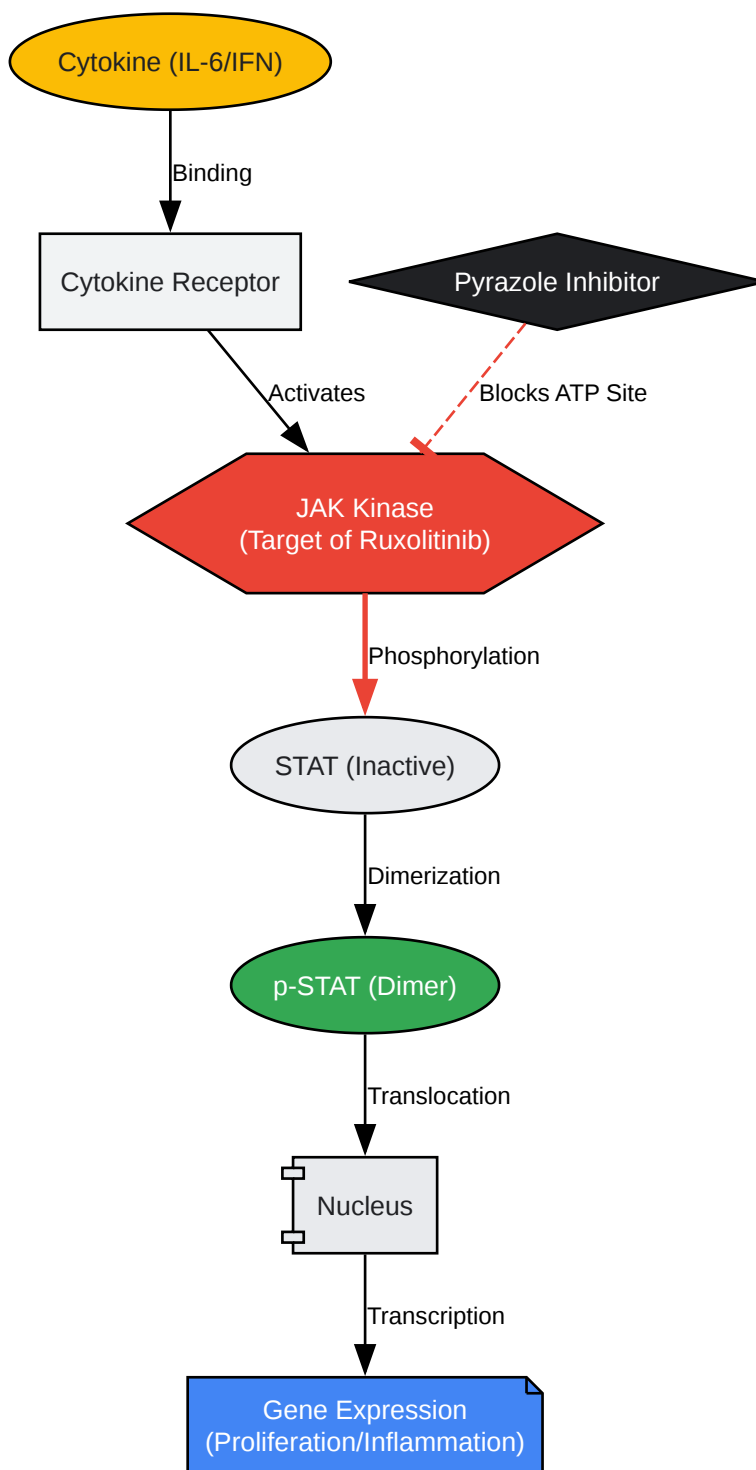 Cytokine (IL-6/IFN)
Binding
Cytokine Receptor
Pyrazole Inhibitor
Activates
Blocks ATP Site
JAK Kinase
(Target of Ruxolitinib)
Phosphorylation
STAT (Inactive)
Dimerization
p-STAT (Dimer)
Translocation
Nucleus
Transcription
Gene Expression
(Proliferation/Inflammation)